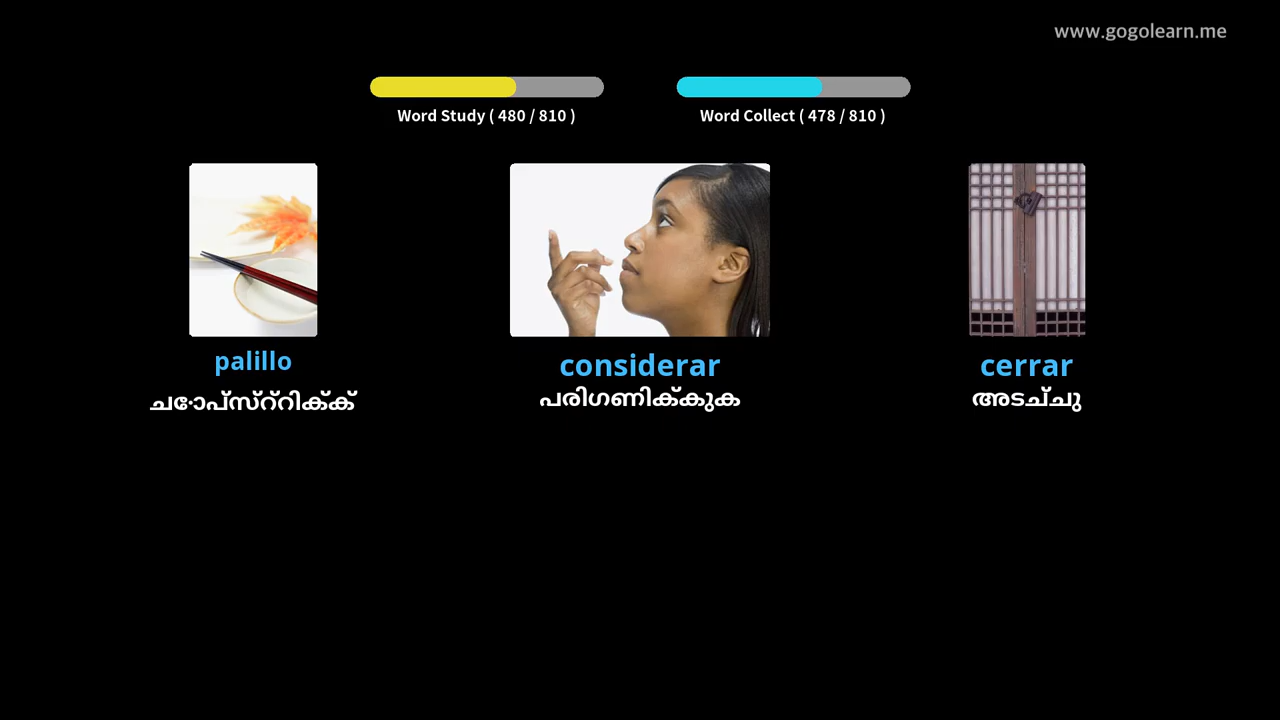 www.gogolearn.me
Word Study ( 480 / 810 )
Word Collect ( 478 / 810 )
palillo
ചോപ്സ്റ്റിക്ക്
considerar
പരിഗണിക്കുക
cerrar
അടച്ചു